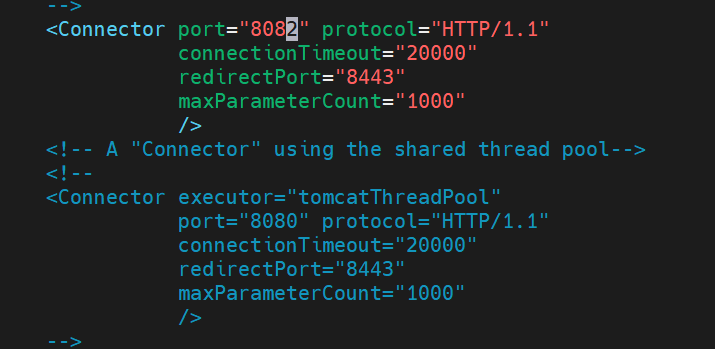 -->
<Connector port="8082" protocol="HTTP/1.1"
connectionTimeout="20000"
redirectPort="8443"
maxParameterCount="1000"
/>
<!-- A "Connector" using the shared thread pool-->
<!--
<Connector executor="tomcatThreadPool"
port="8080" protocol="HTTP/1.1"
connectionTimeout="20000"
redirectPort="8443"
maxParameterCount="1000"
/>
-->